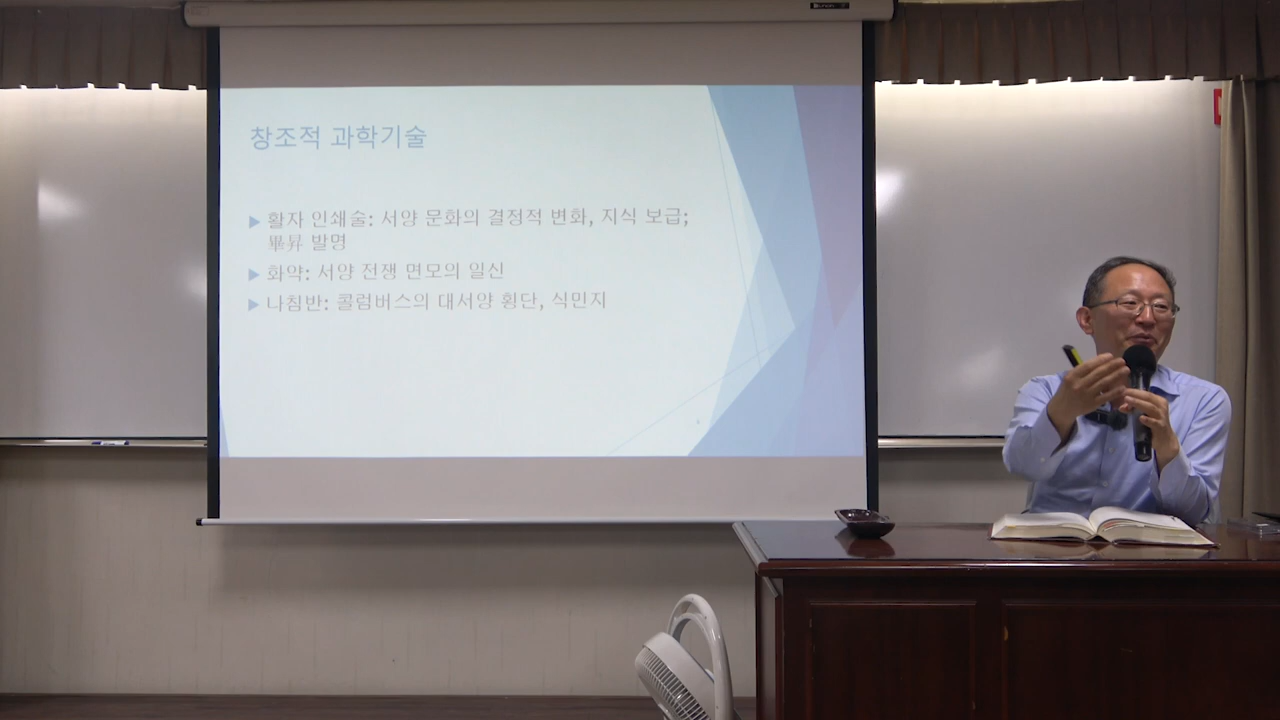 창조적 과학기술
활자 인쇄술: 서양 문화의 결정적 변화, 지식 보급;
畢昇 발명
화약: 서양 전쟁 면모의 일신
나침반: 콜럼버스의 대서양 횡단, 식민지